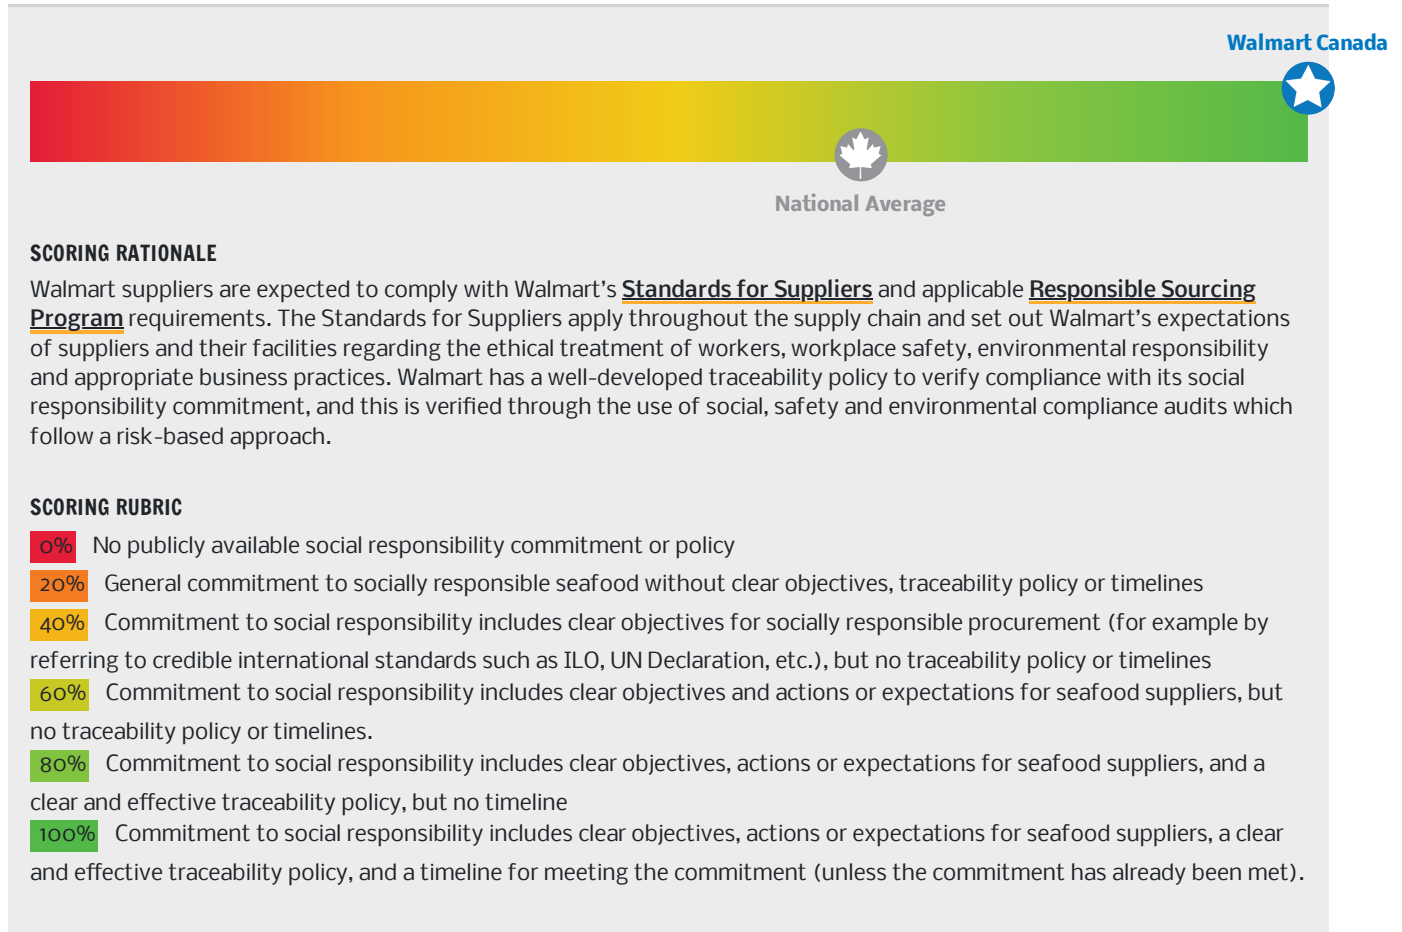 Walmart Canada
National Average
SCORING RATIONALE
Walmart suppliers are expected to comply with Walmart’s Standards for Suppliers and applicable Responsible Sourcing
Program requirements. The Standards for Suppliers apply throughout the supply chain and set out Walmart’s expectations
of suppliers and their facilities regarding the ethical treatment of workers, workplace safety, environmental responsibility
and appropriate business practices. Walmart has a well-developed traceability policy to verify compliance with its social
responsibility commitment, and this is verified through the use of social, safety and environmental compliance audits which
follow a risk-based approach.
SCORING RUBRIC
0% No publicly available social responsibility commitment or policy
20% General commitment to socially responsible seafood without clear objectives, traceability policy or timelines
40% Commitment to social responsibility includes clear objectives for socially responsible procurement (for example by
referring to credible international standards such as ILO, UN Declaration, etc.), but no traceability policy or timelines
60% Commitment to social responsibility includes clear objectives and actions or expectations for seafood suppliers, but
no traceability policy or timelines.
80% Commitment to social responsibility includes clear objectives, actions or expectations for seafood suppliers, and a
clear and effective traceability policy, but no timeline
100% Commitment to social responsibility includes clear objectives, actions or expectations for seafood suppliers, a clear
and effective traceability policy, and a timeline for meeting the commitment (unless the commitment has already been met).